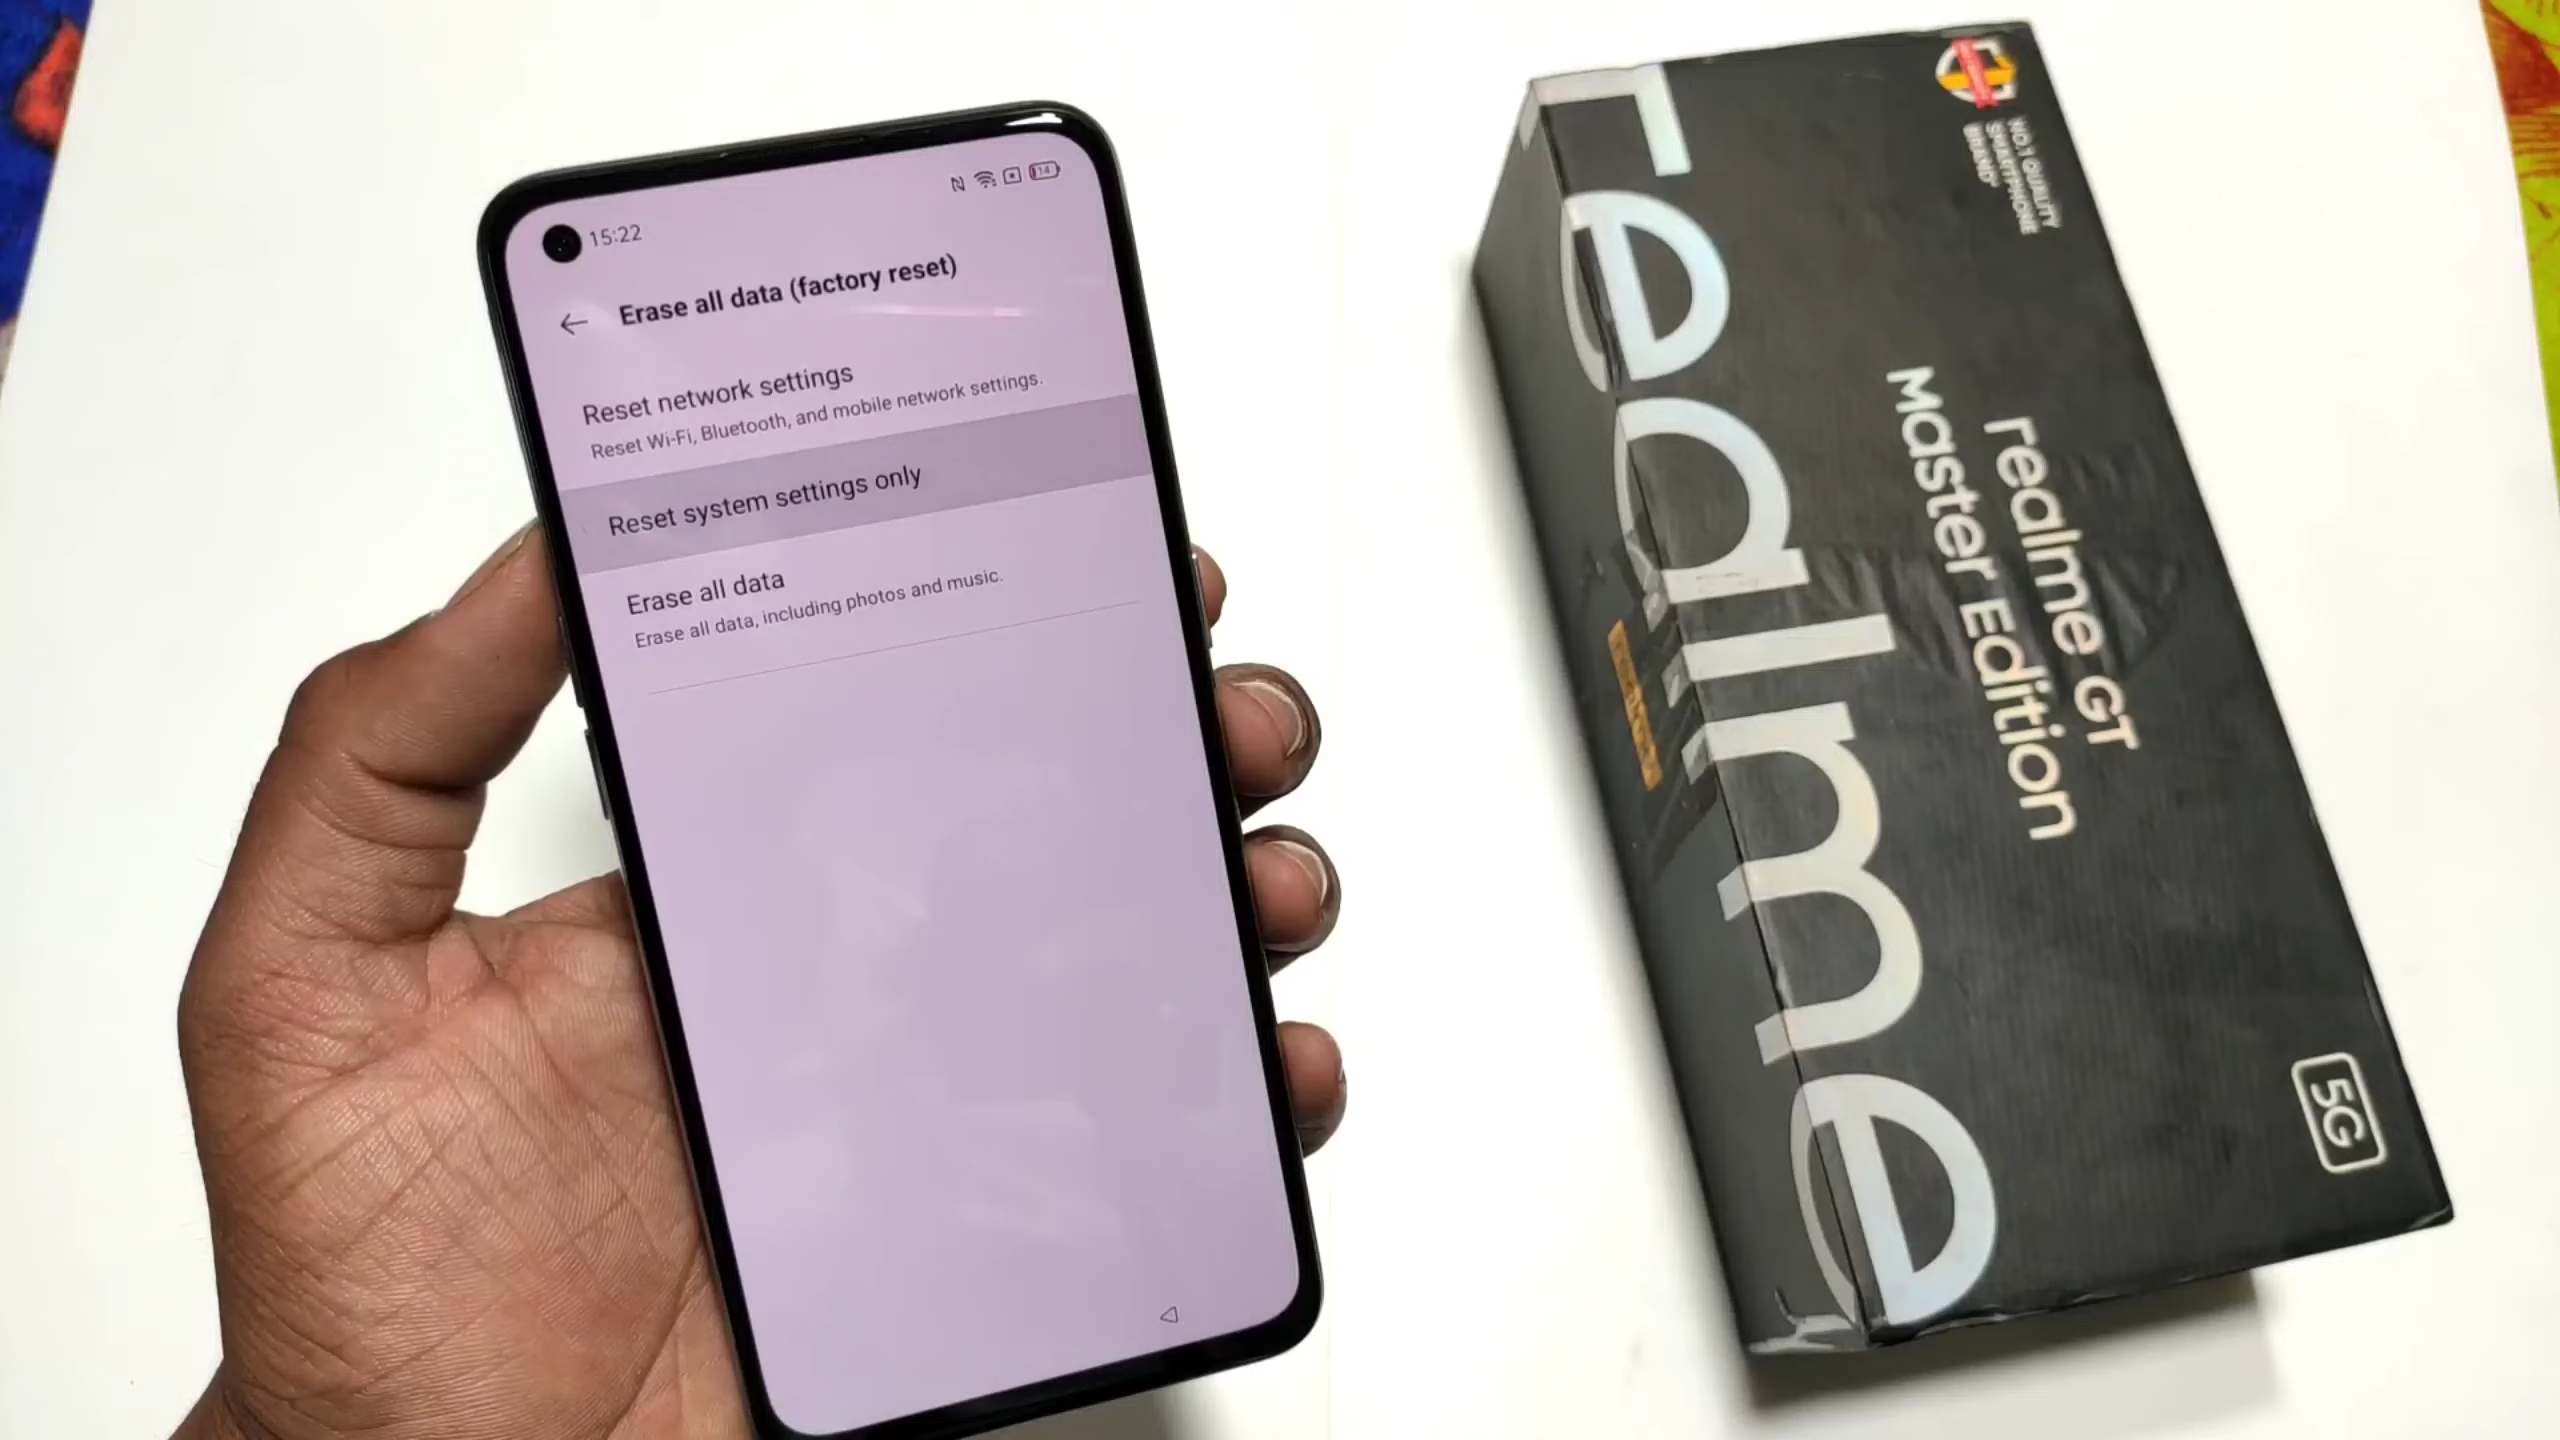 15:22
14
Erase all data (factory reset)
Reset network settings
Reset Wi-Fi, Bluetooth, and mobile network settings.
Reset system settings only
Erase all data
Erase all data, including photos and music.
realme
realme GT
Master Edition
5G
NO.1 QUALITY
SMARTPHONE
BRAND*